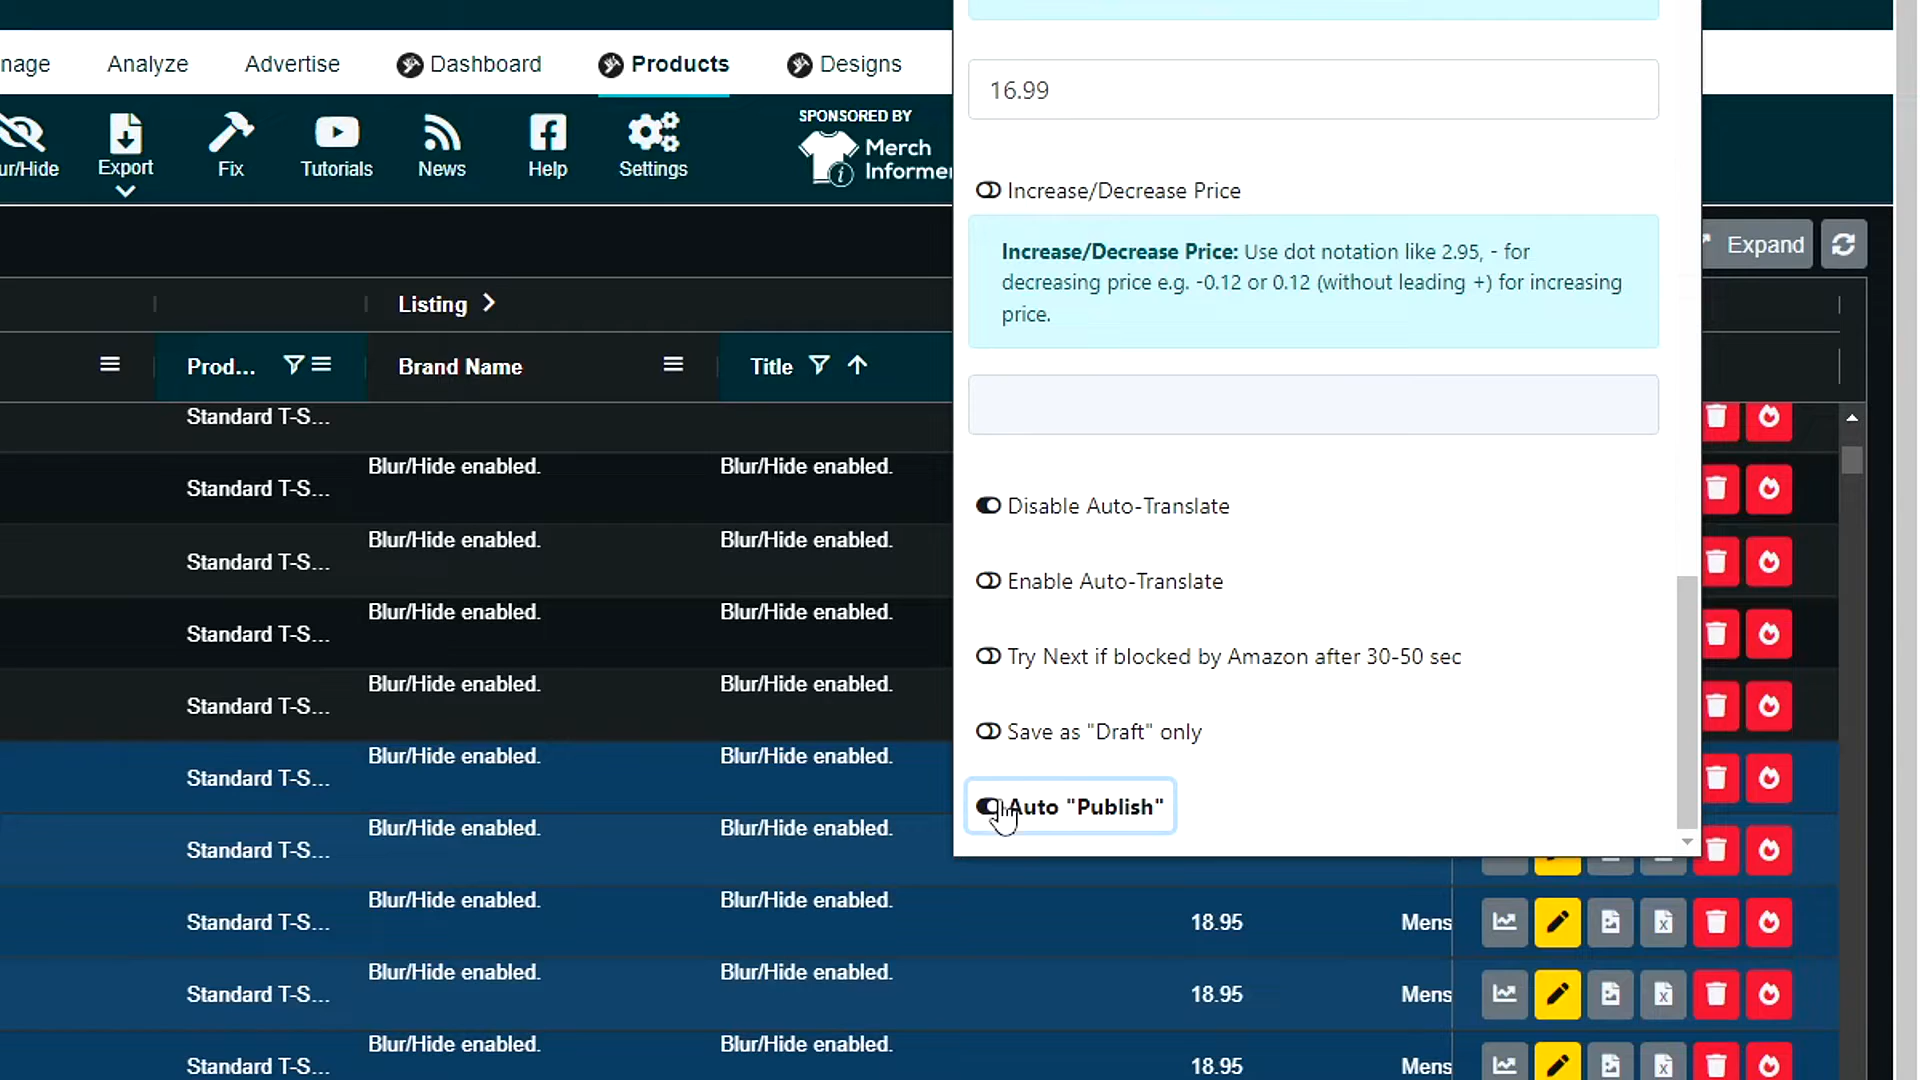 nage
Analyze
Advertise
Dashboard
Products
Designs
ur/Hide
Export
Fix
Tutorials
News
Help
Settings
SPONSORED BY
Merch
Informe
16.99
Increase/Decrease Price
Increase/Decrease Price: Use dot notation like 2.95, - for
decreasing price e.g. -0.12 or 0.12 (without leading +) for increasing
price.
Expand
Listing
Prod...
Brand Name
Title
Standard T-S...
Blur/Hide enabled.
Blur/Hide enabled.
Standard T-S...
Blur/Hide enabled.
Blur/Hide enabled.
Standard T-S...
Blur/Hide enabled.
Blur/Hide enabled.
Standard T-S...
Blur/Hide enabled.
Blur/Hide enabled.
Standard T-S...
Blur/Hide enabled.
Blur/Hide enabled.
Standard T-S...
Blur/Hide enabled.
Blur/Hide enabled.
Standard T-S...
Blur/Hide enabled.
Blur/Hide enabled.
Standard T-S...
18.95
Mens
Blur/Hide enabled.
Blur/Hide enabled.
Standard T-S...
18.95
Mens
Blur/Hide enabled.
Blur/Hide enabled.
Standard T-S...
18.95
Mens
Disable Auto-Translate
Enable Auto-Translate
Try Next if blocked by Amazon after 30-50 sec
Save as "Draft" only
Auto "Publish"